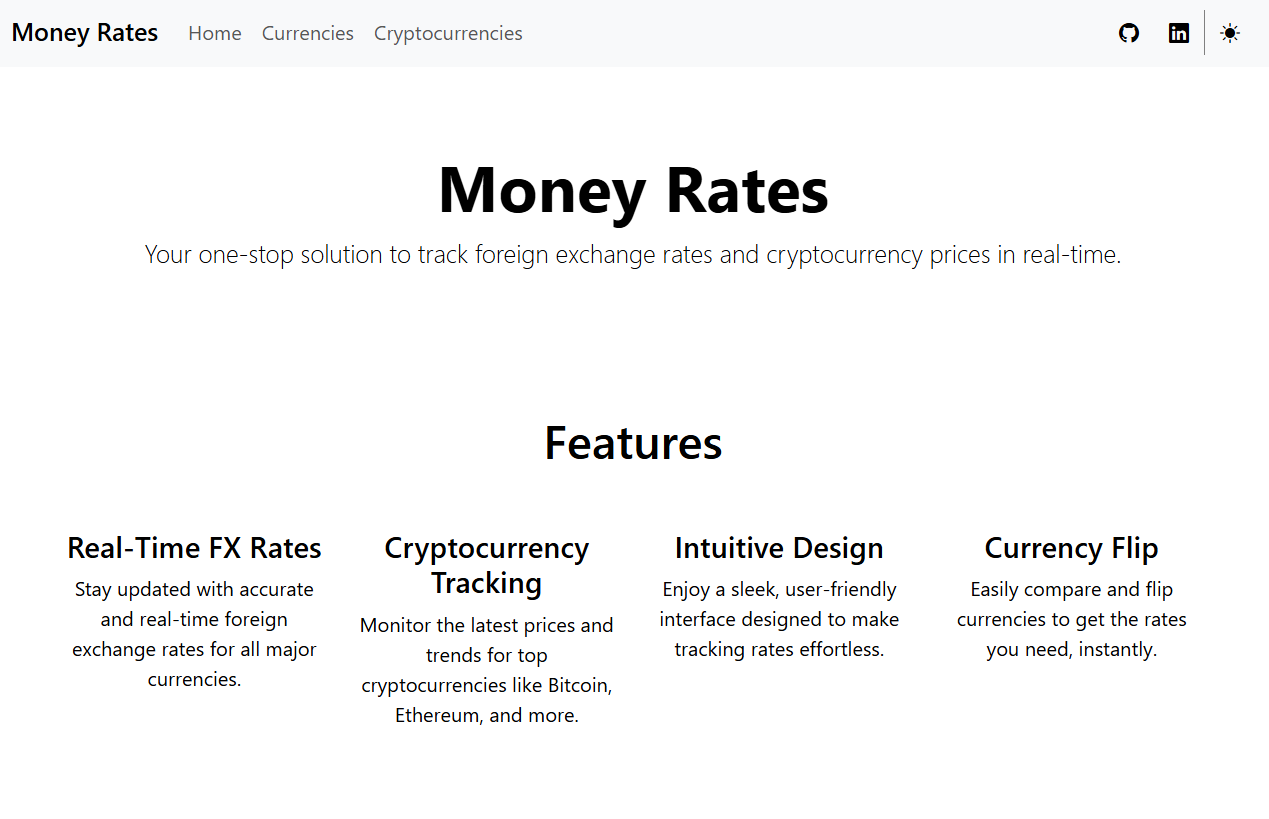 Money Rates Home Currencies Cryptocurrencies
Money Rates
Your one-stop solution to track foreign exchange rates and cryptocurrency prices in real-time.
Features
Real-Time FX Rates
Stay updated with accurate
and real-time foreign
exchange rates for all major
currencies.
Cryptocurrency
Tracking
Monitor the latest prices and
trends for top
cryptocurrencies like Bitcoin,
Ethereum, and more.
Intuitive Design
Enjoy a sleek, user-friendly
interface designed to make
tracking rates effortless.
Currency Flip
Easily compare and flip
currencies to get the rates
you need, instantly.